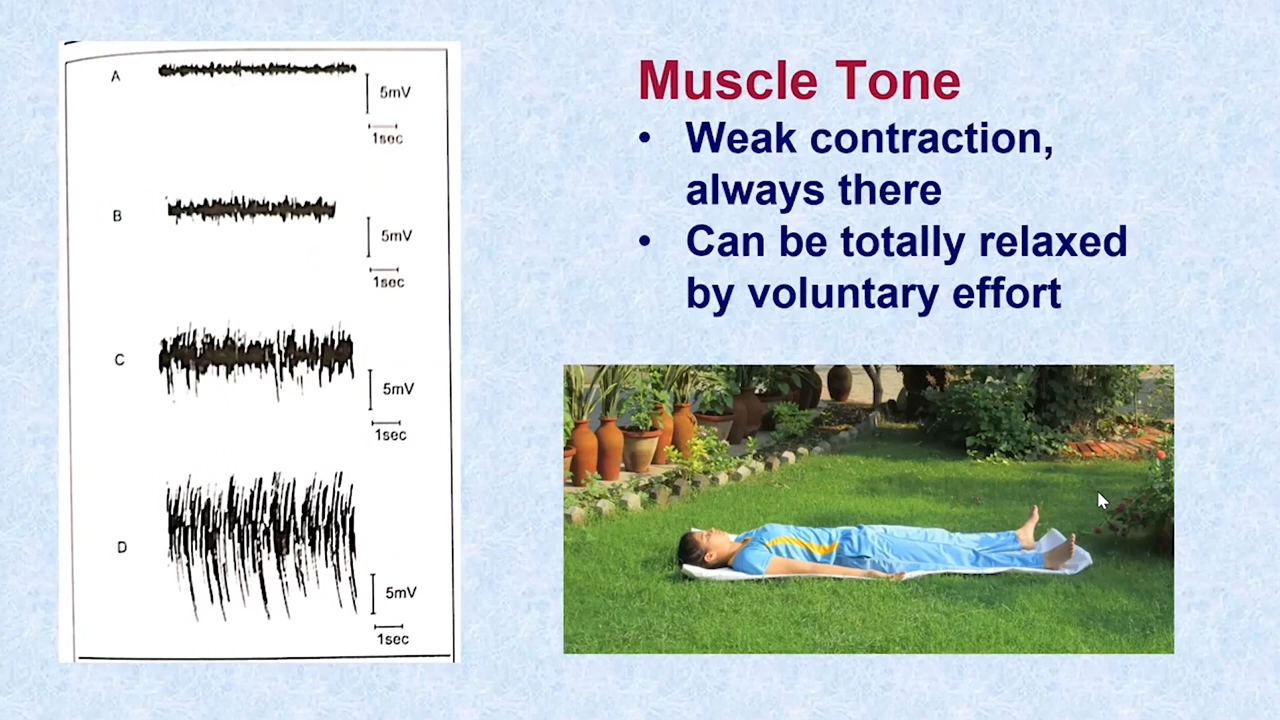 A
5mV
1sec
B
5mV
1sec
C
5mV
1sec
D
5mV
1sec
Muscle Tone
• Weak contraction,
always there
• Can be totally relaxed
by voluntary effort